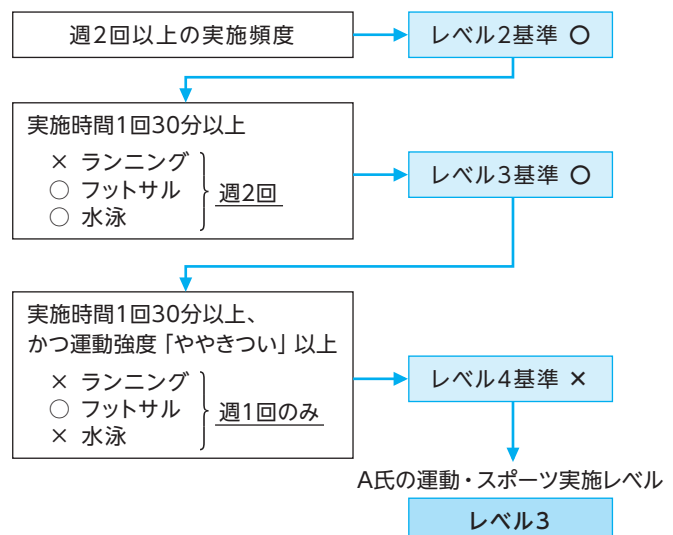 週2回以上の実施頻度
レベル2基準 ○
実施時間1回30分以上
× ランニング
○ フットサル
○ 水泳
週2回
レベル3基準 ○
実施時間1回30分以上、
かつ運動強度「ややきつい」以上
× ランニング
○ フットサル
× 水泳
週1回のみ
レベル4基準 ×
A氏の運動・スポーツ実施レベル
レベル3